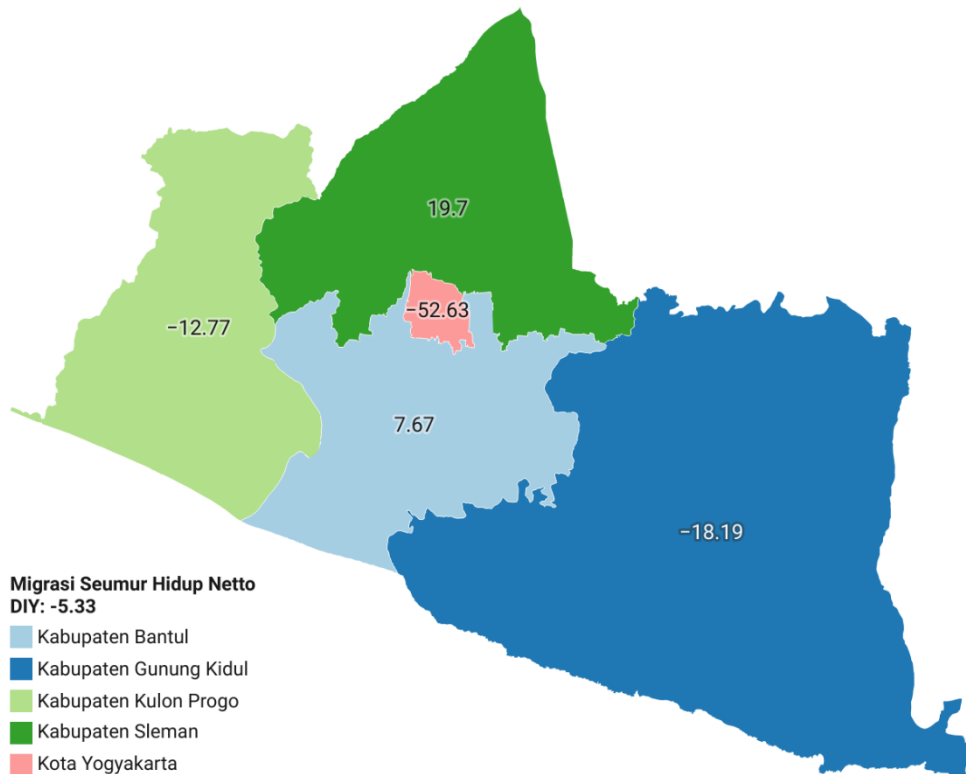 19.7
−52.63
−12.77
7.67
−18.19
Migrasi Seumur Hidup Netto
DIY: -5.33
Kabupaten Bantul
Kabupaten Gunung Kidul
Kabupaten Kulon Progo
Kabupaten Sleman
Kota Yogyakarta